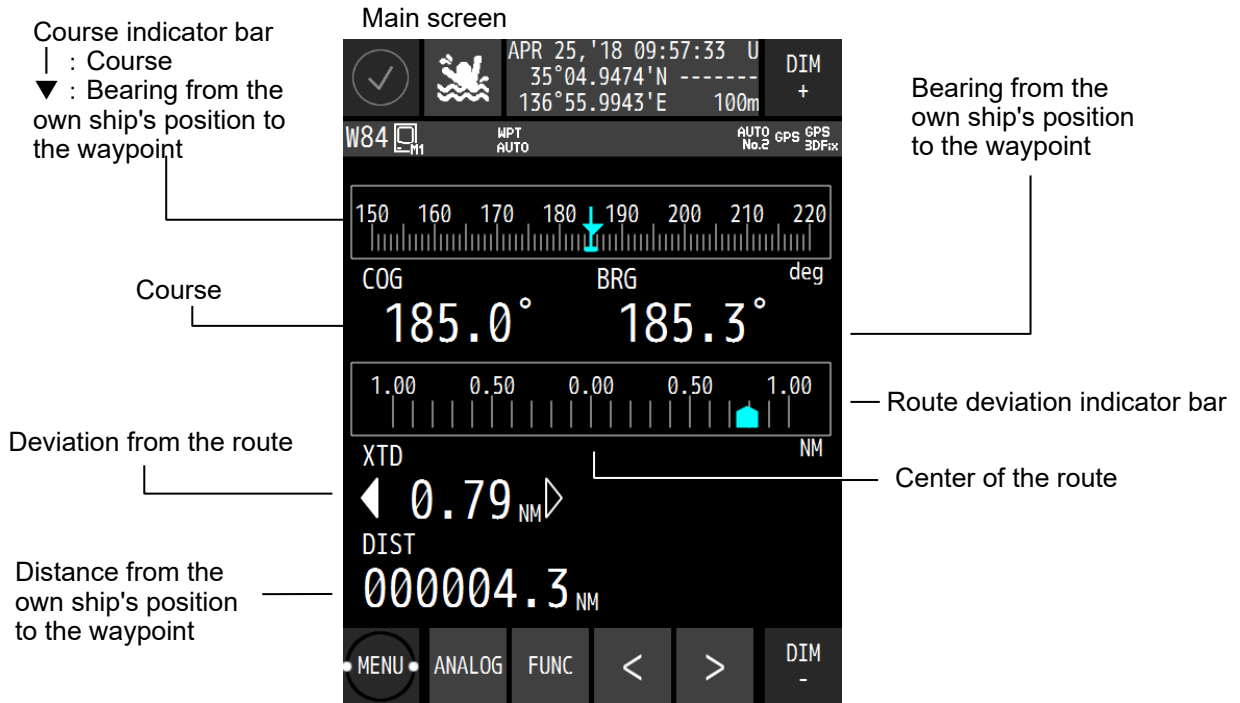 Main screen
Course indicator bar
| : Course
▼ : Bearing from the
own ship's position to
the waypoint
Course
Deviation from the route
Distance from the
own ship's position
to the waypoint
APR 25,'18 09:57:33 U
35°04.9474'N -------
136°55.9943'E 100m
DIM
+
W84 M1 WPT
AUTO
AUTO
No.2
GPS
GPS
3DFix
150 160 170 180 190 200 210 220
deg
COG BRG
185.0° 185.3°
1.00 0.50 0.00 0.50 1.00
NM
XTD
0.79 NM
DIST
000004.3 NM
MENU ANALOG FUNC < > DIM
-
Bearing from the
own ship's position
to the waypoint
Route deviation indicator bar
Center of the route